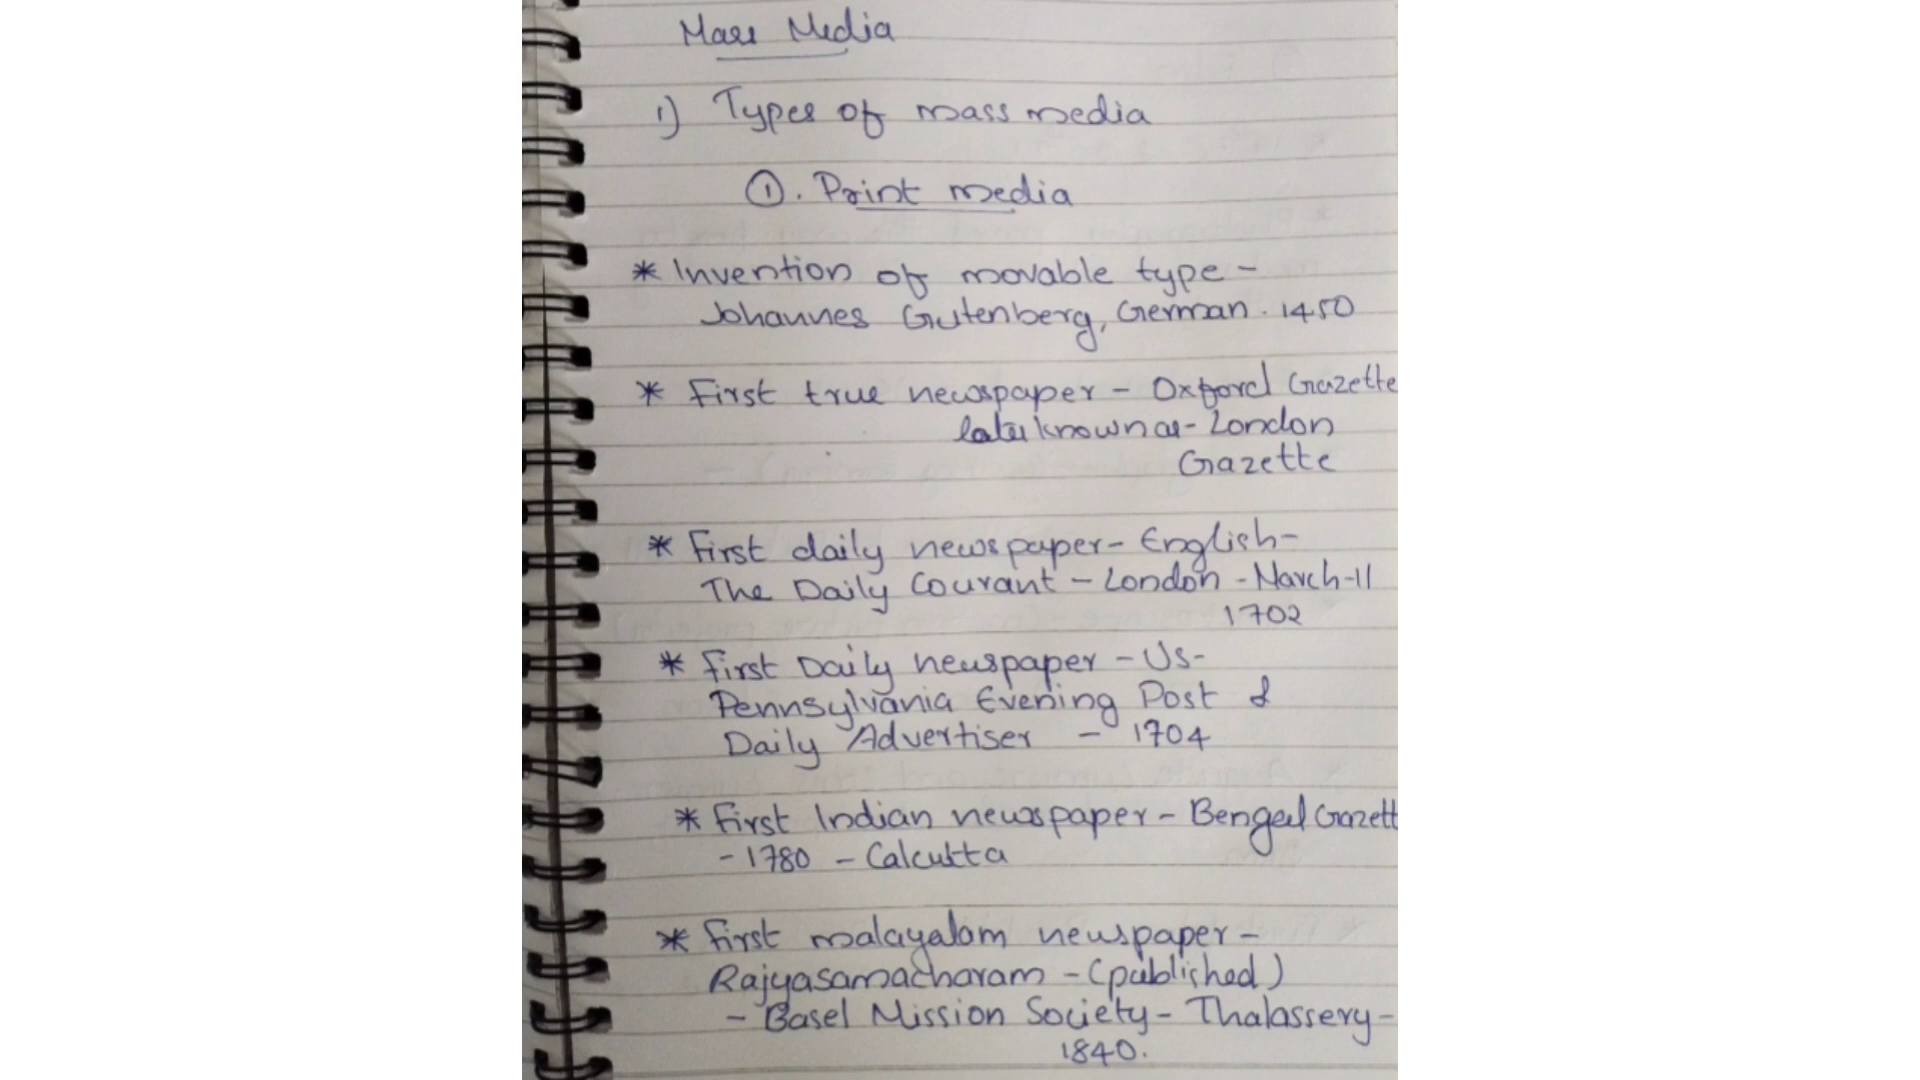 Mass Media
1) Types of mass media
①. Print media
* Invention of movable type -
Johannes Gutenberg, German. 1450
* First true newspaper - Oxford Gazette
later known as - London
Gazette
* First daily newspaper - English -
The Daily Courant - London - March - 11
1702
* First Daily newspaper - US -
Pennsylvania Evening Post &
Daily Advertiser - 1704
* First Indian newspaper - Bengal Gazett
- 1780 - Calcutta
* First malayalam newspaper -
Rajyasamacharam - (published)
- Basel Mission Society - Thalassery -
1840.